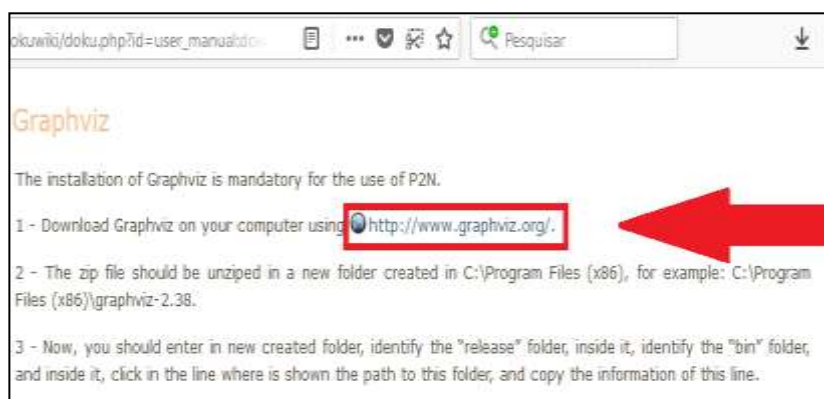 okuwiki/doku.php?id=user_manual:do
Pesquisar
Graphviz
The installation of Graphviz is mandatory for the use of P2N.
1 - Download Graphviz on your computer using http://www.graphviz.org/.
2 - The zip file should be unziped in a new folder created in C:\Program Files (x86), for example: C:\Program
Files (x86)\graphviz-2.38.
3 - Now, you should enter in new created folder, identify the "release" folder, inside it, identify the "bin" folder,
and inside it, click in the line where is shown the path to this folder, and copy the information of this line.